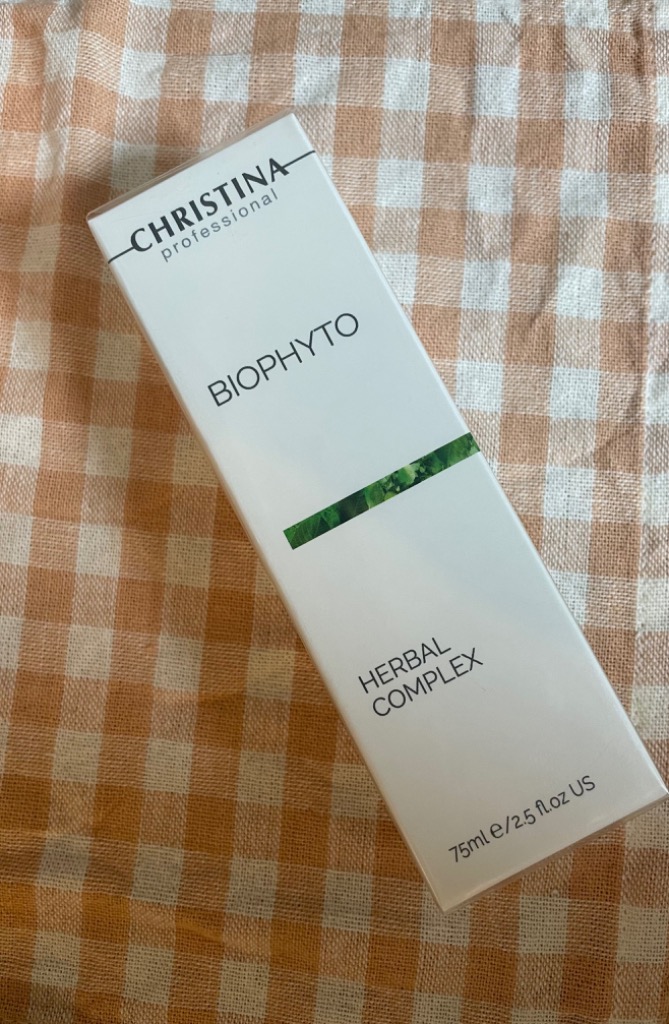 CHRISTINA
professional
BIOPHYTO
HERBAL
COMPLEX
75ml e/2.5 fl.oz US